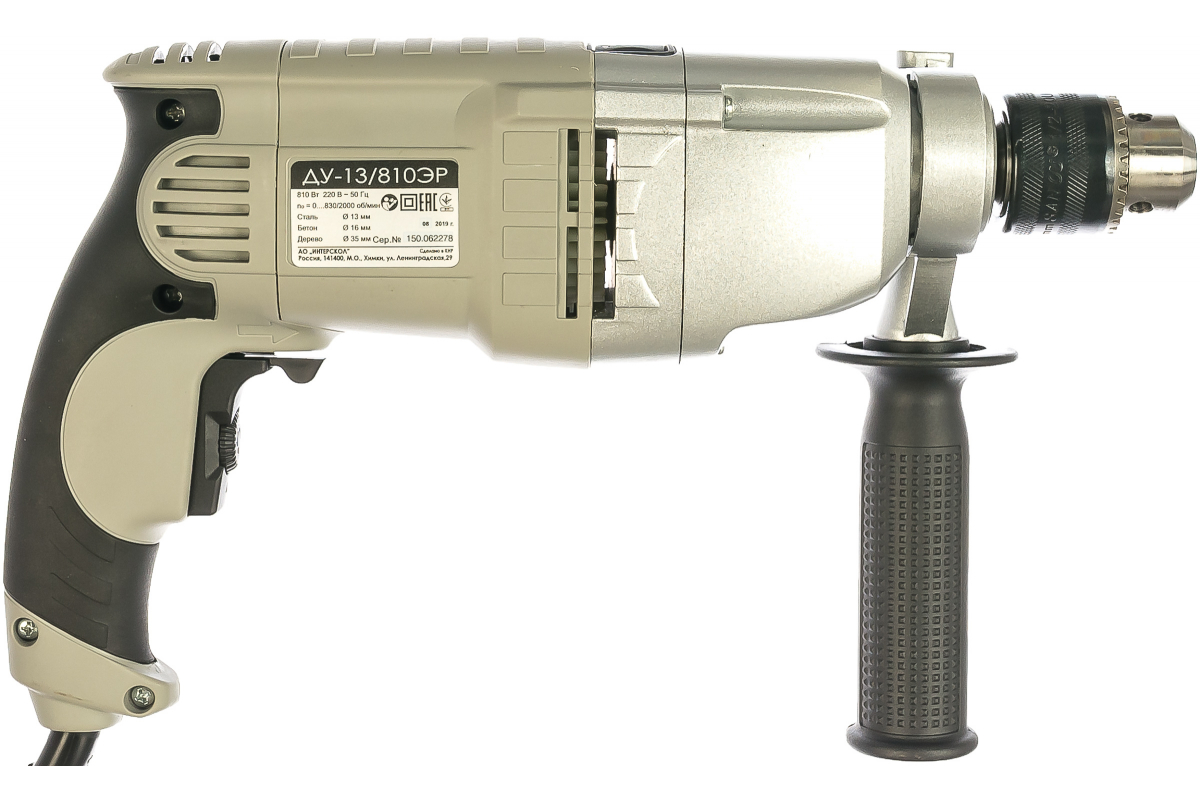 ДУ-13/810ЭР
810 Вт 220 В ~ 50 Гц
n₀ = 0...830/2000 об/мин EAC
Сталь Ø 13 мм
Бетон Ø 16 мм 06 2019 г.
Дерево Ø 35 мм Сер.№ 150.062278
АО „ИНТЕРСКОЛ" Сделано в КНР
Россия, 141400, М.О., Химки, ул. Ленинградская,29